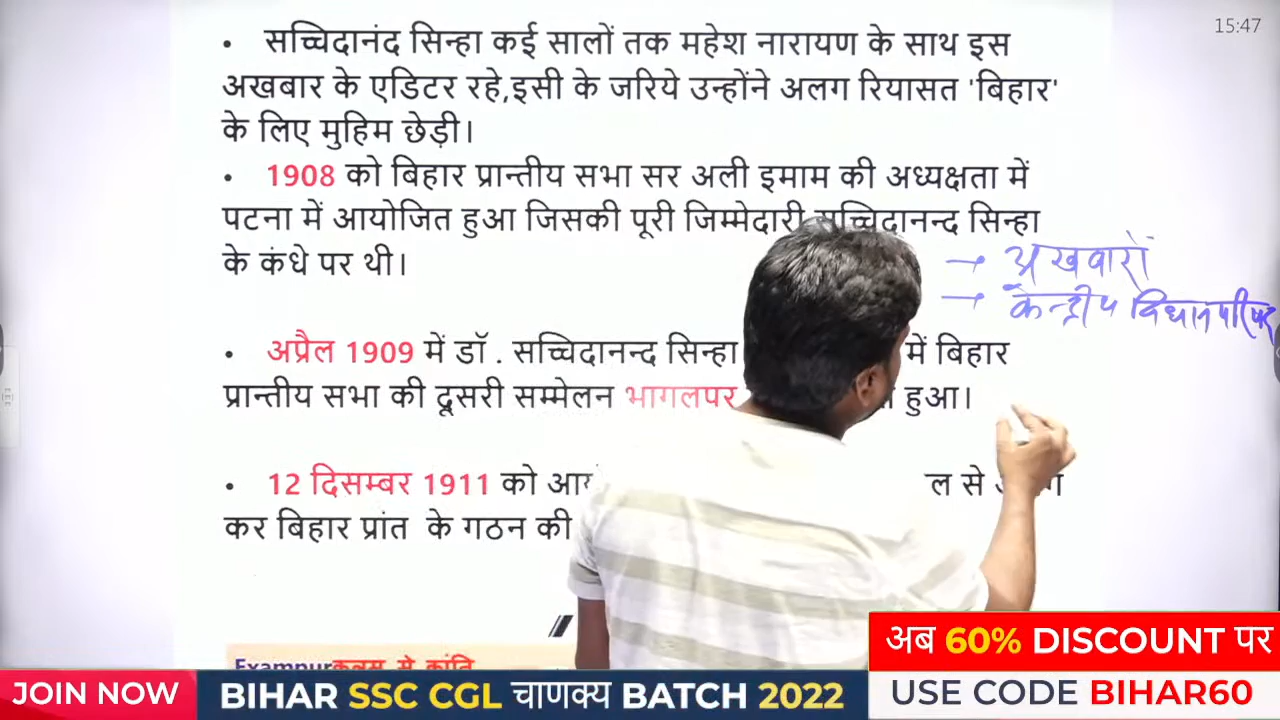 15:47
• सच्चिदानंद सिन्हा कई सालों तक महेश नारायण के साथ इस
अखबार के एडिटर रहे,इसी के जरिये उन्होंने अलग रियासत 'बिहार'
के लिए मुहिम छेड़ी।
• 1908 को बिहार प्रान्तीय सभा सर अली इमाम की अध्यक्षता में
पटना में आयोजित हुआ जिसकी पूरी जिम्मेदारी सच्चिदानन्द सिन्हा
के कंधे पर थी।
→ अखबारों
→ केन्द्रीय विधानपरिषद
• अप्रैल 1909 में डॉ . सच्चिदानन्द सिन्हा में बिहार
प्रान्तीय सभा की दूसरी सम्मेलन भागलपर हुआ।
• 12 दिसम्बर 1911 को से
कर बिहार प्रांत के गठन की
Exampur कलम से क्रांति
अब 60% DISCOUNT पर
USE CODE BIHAR60
JOIN NOW BIHAR SSC CGL चाणक्य BATCH 2022